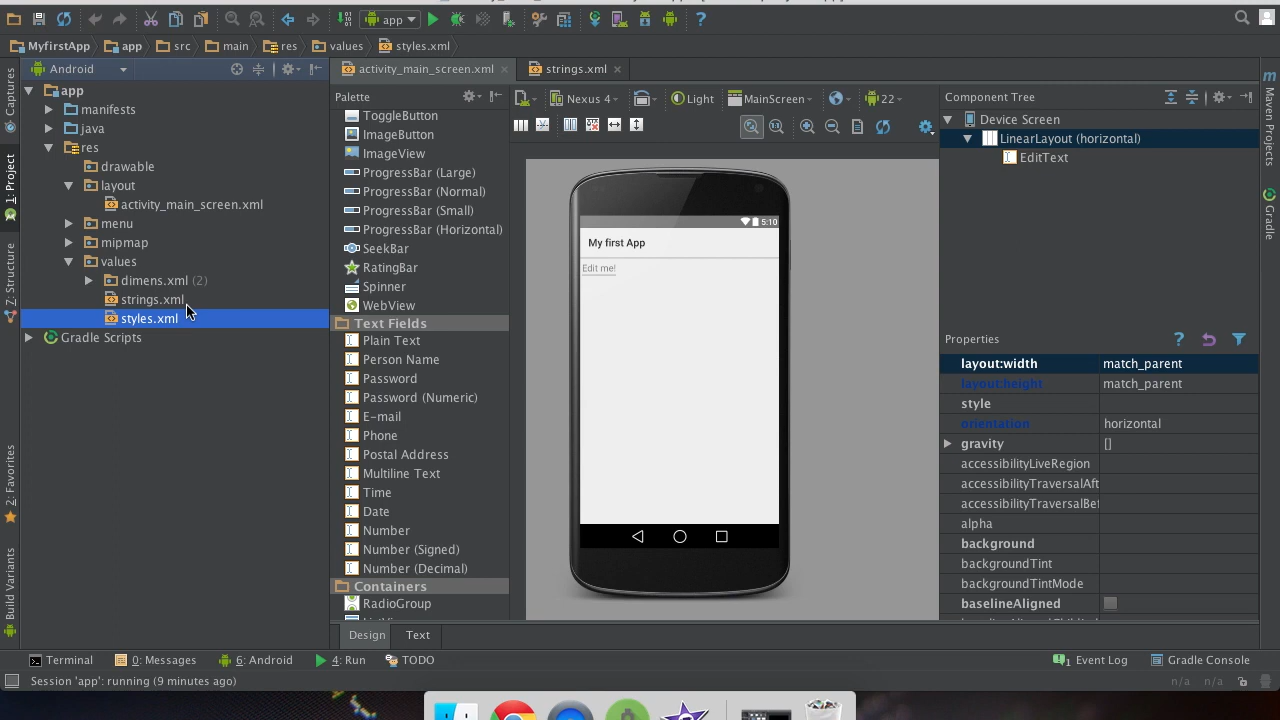 app
MyfirstApp
app
src
main
res
values
styles.xml
Android
activity_main_screen.xml
strings.xml
Captures
1: Project
Z: Structure
2: Favorites
Build Variants
app
manifests
java
res
drawable
layout
activity_main_screen.xml
menu
mipmap
values
dimens.xml (2)
strings.xml
styles.xml
Gradle Scripts
Palette
ToggleButton
ImageButton
ImageView
ProgressBar (Large)
ProgressBar (Normal)
ProgressBar (Small)
ProgressBar (Horizontal)
SeekBar
RatingBar
Spinner
WebView
Text Fields
Plain Text
Person Name
Password
Password (Numeric)
E-mail
Phone
Postal Address
Multiline Text
Time
Date
Number
Number (Signed)
Number (Decimal)
Containers
RadioGroup
Nexus 4
Light
MainScreen
22
5:10
My first App
Edit me!
Component Tree
Device Screen
LinearLayout (horizontal)
EditText
Properties
layout:width match_parent
layout:height match_parent
style
orientation horizontal
gravity []
accessibilityLiveRegion
accessibilityTraversalAft
accessibilityTraversalBef
alpha
background
backgroundTint
backgroundTintMode
baselineAligned
Maven Projects
Gradle
Design
Text
Terminal
0: Messages
6: Android
4: Run
TODO
1 Event Log
Gradle Console
Session 'app': running (9 minutes ago)
n/a
n/a